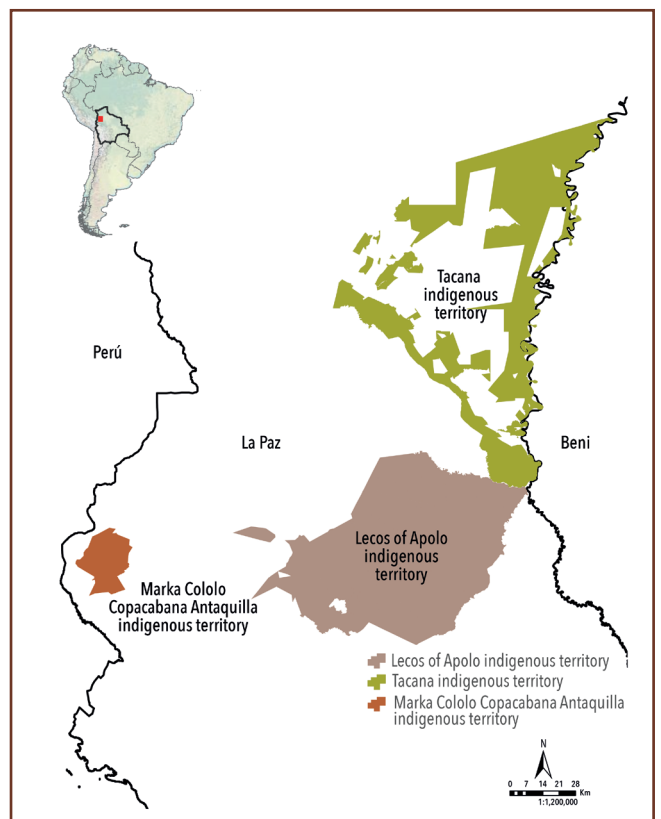 Tacana
indigenous
territory
Perú
La Paz
Beni
Lecos of Apolo
indigenous
territory
Marka Cololo
Copacabana Antaquilla
indigenous territory
Lecos of Apolo indigenous territory
Tacana indigenous territory
Marka Cololo Copacabana Antaquilla
indigenous territory
N
0 7 14 21 28
Km
1:1,200,000